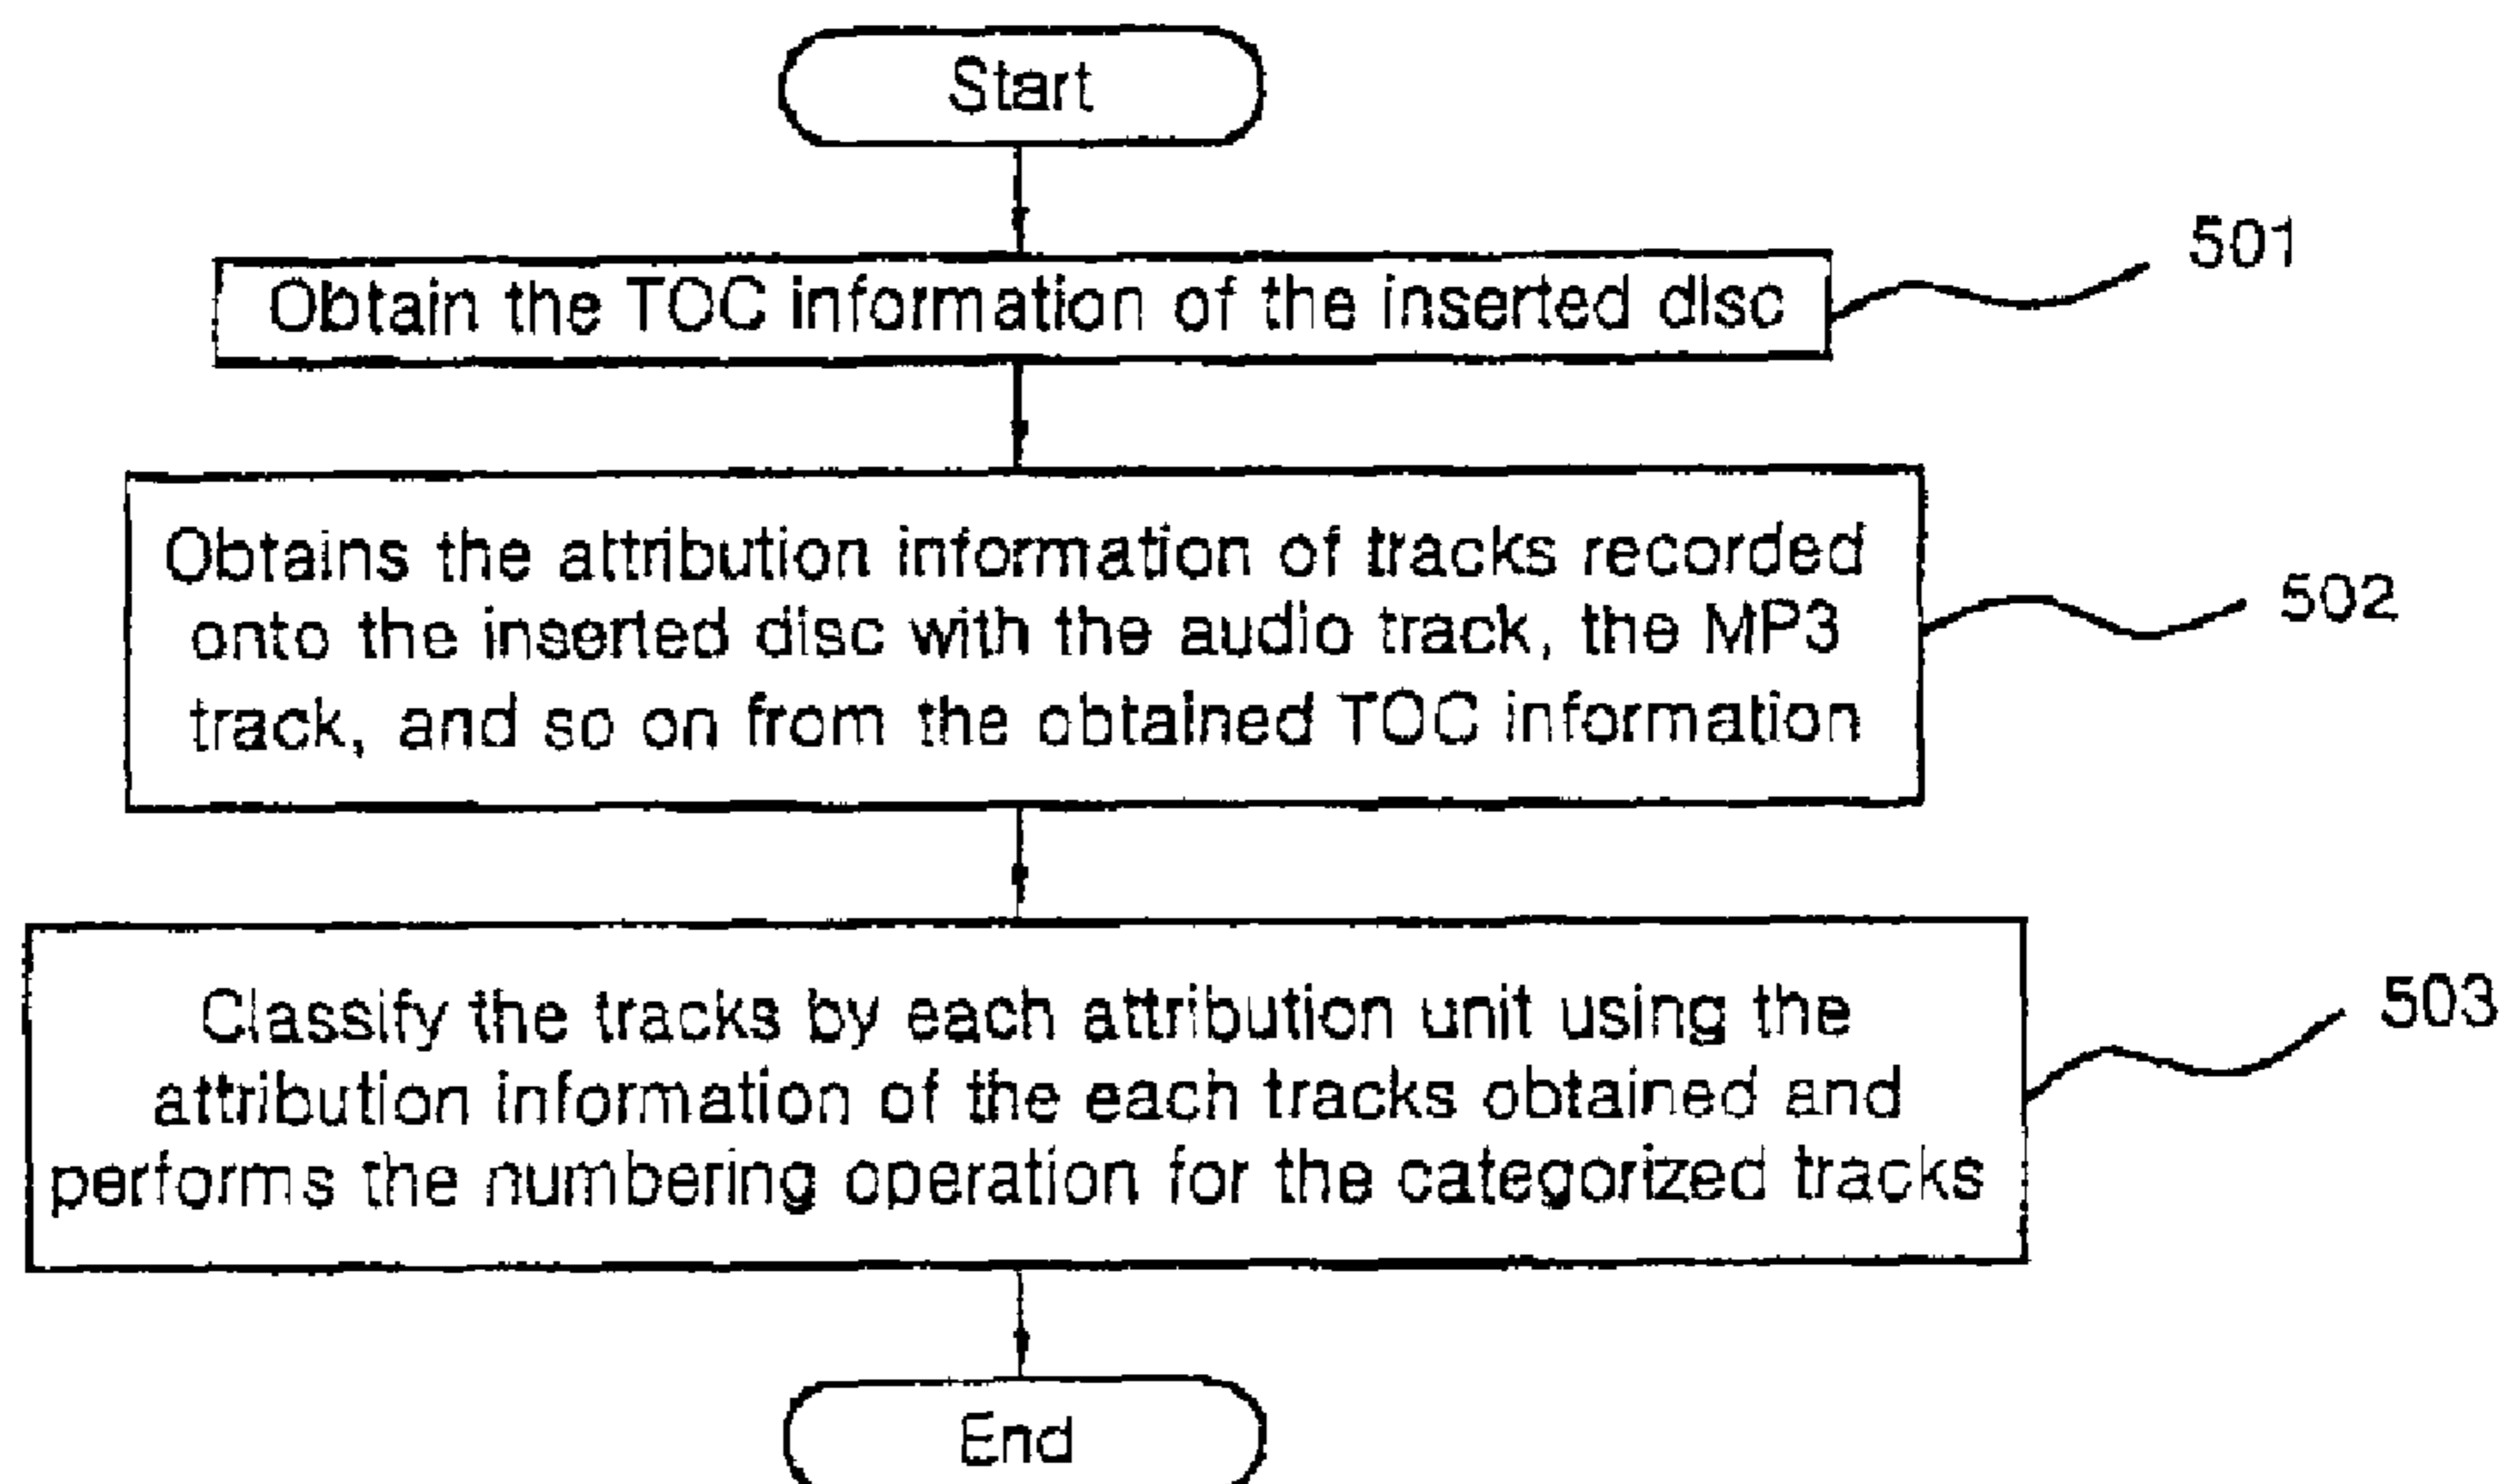 Start
Obtain the TOC information of the inserted disc
501
Obtains the attribution information of tracks recorded
onto the inserted disc with the audio track, the MP3
track, and so on from the obtained TOC information
502
Classify the tracks by each attribution unit using the
attribution information of the each tracks obtained and
performs the numbering operation for the categorized tracks
503
End